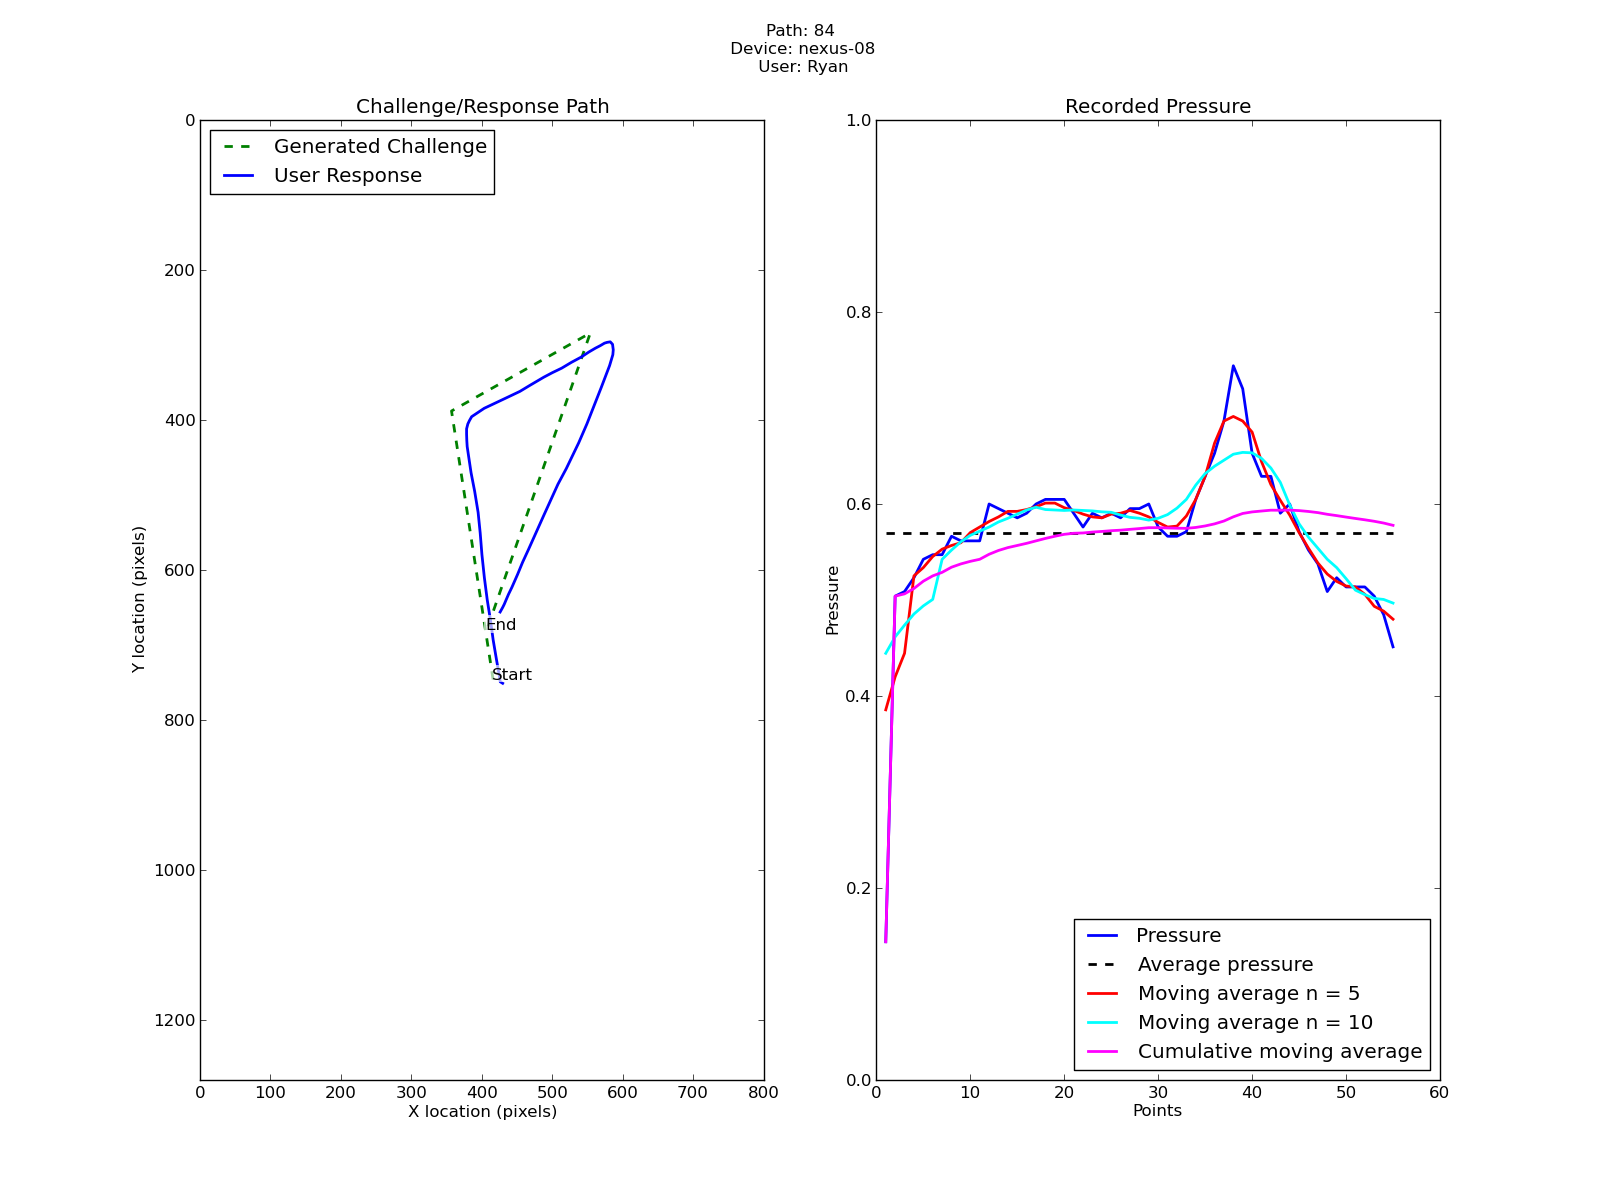 Path: 84
Device: nexus-08
User: Ryan
Challenge/Response Path
Generated Challenge
User Response
0
200
400
600
800
1000
1200
Y location (pixels)
End
Start
0 100 200 300 400 500 600 700 800
X location (pixels)
Recorded Pressure
1.0
0.8
0.6
0.4
0.2
0.0
Pressure
Pressure
Average pressure
Moving average n = 5
Moving average n = 10
Cumulative moving average
0 10 20 30 40 50 60
Points